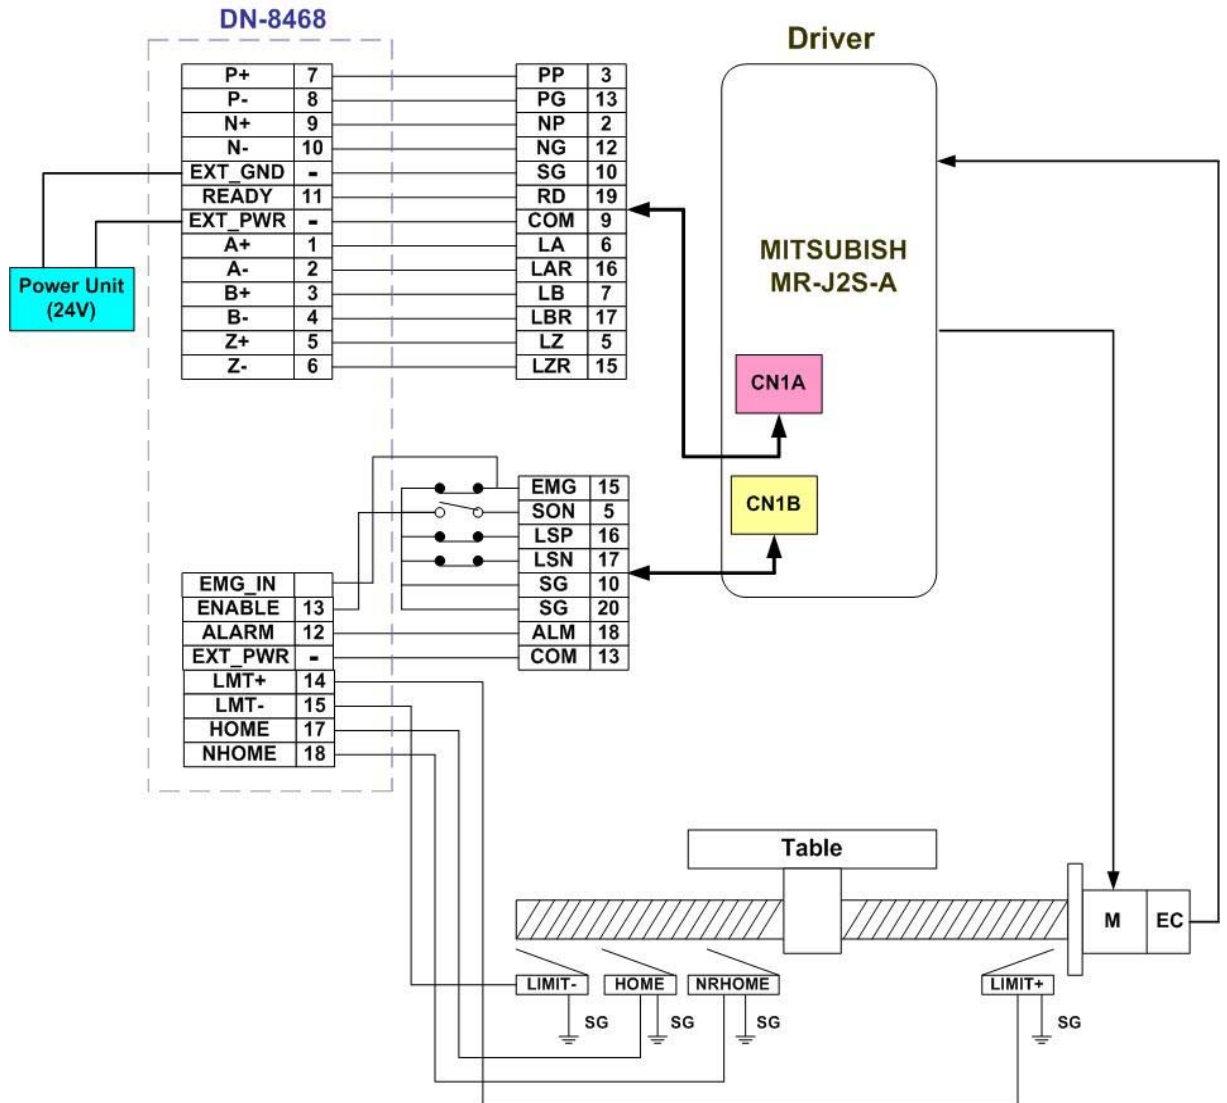 DN-8468
Driver
P+ 7 PP 3
P- 8 PG 13
N+ 9 NP 2
N- 10 NG 12
EXT_GND - SG 10
READY 11 RD 19
EXT_PWR - COM 9
A+ 1 LA 6
A- 2 LAR 16
B+ 3 LB 7
B- 4 LBR 17
Z+ 5 LZ 5
Z- 6 LZR 15
Power Unit
(24V)
MITSUBISH
MR-J2S-A
CN1A
CN1B
EMG 15
SON 5
LSP 16
LSN 17
SG 10
SG 20
ALM 18
COM 13
EMG_IN
ENABLE 13
ALARM 12
EXT_PWR -
LMT+ 14
LMT- 15
HOME 17
NHOME 18
Table
M EC
LIMIT- HOME NRHOME LIMIT+
SG SG SG SG